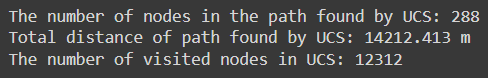 The number of nodes in the path found by UCS: 288
Total distance of path found by UCS: 14212.413 m
The number of visited nodes in UCS: 12312